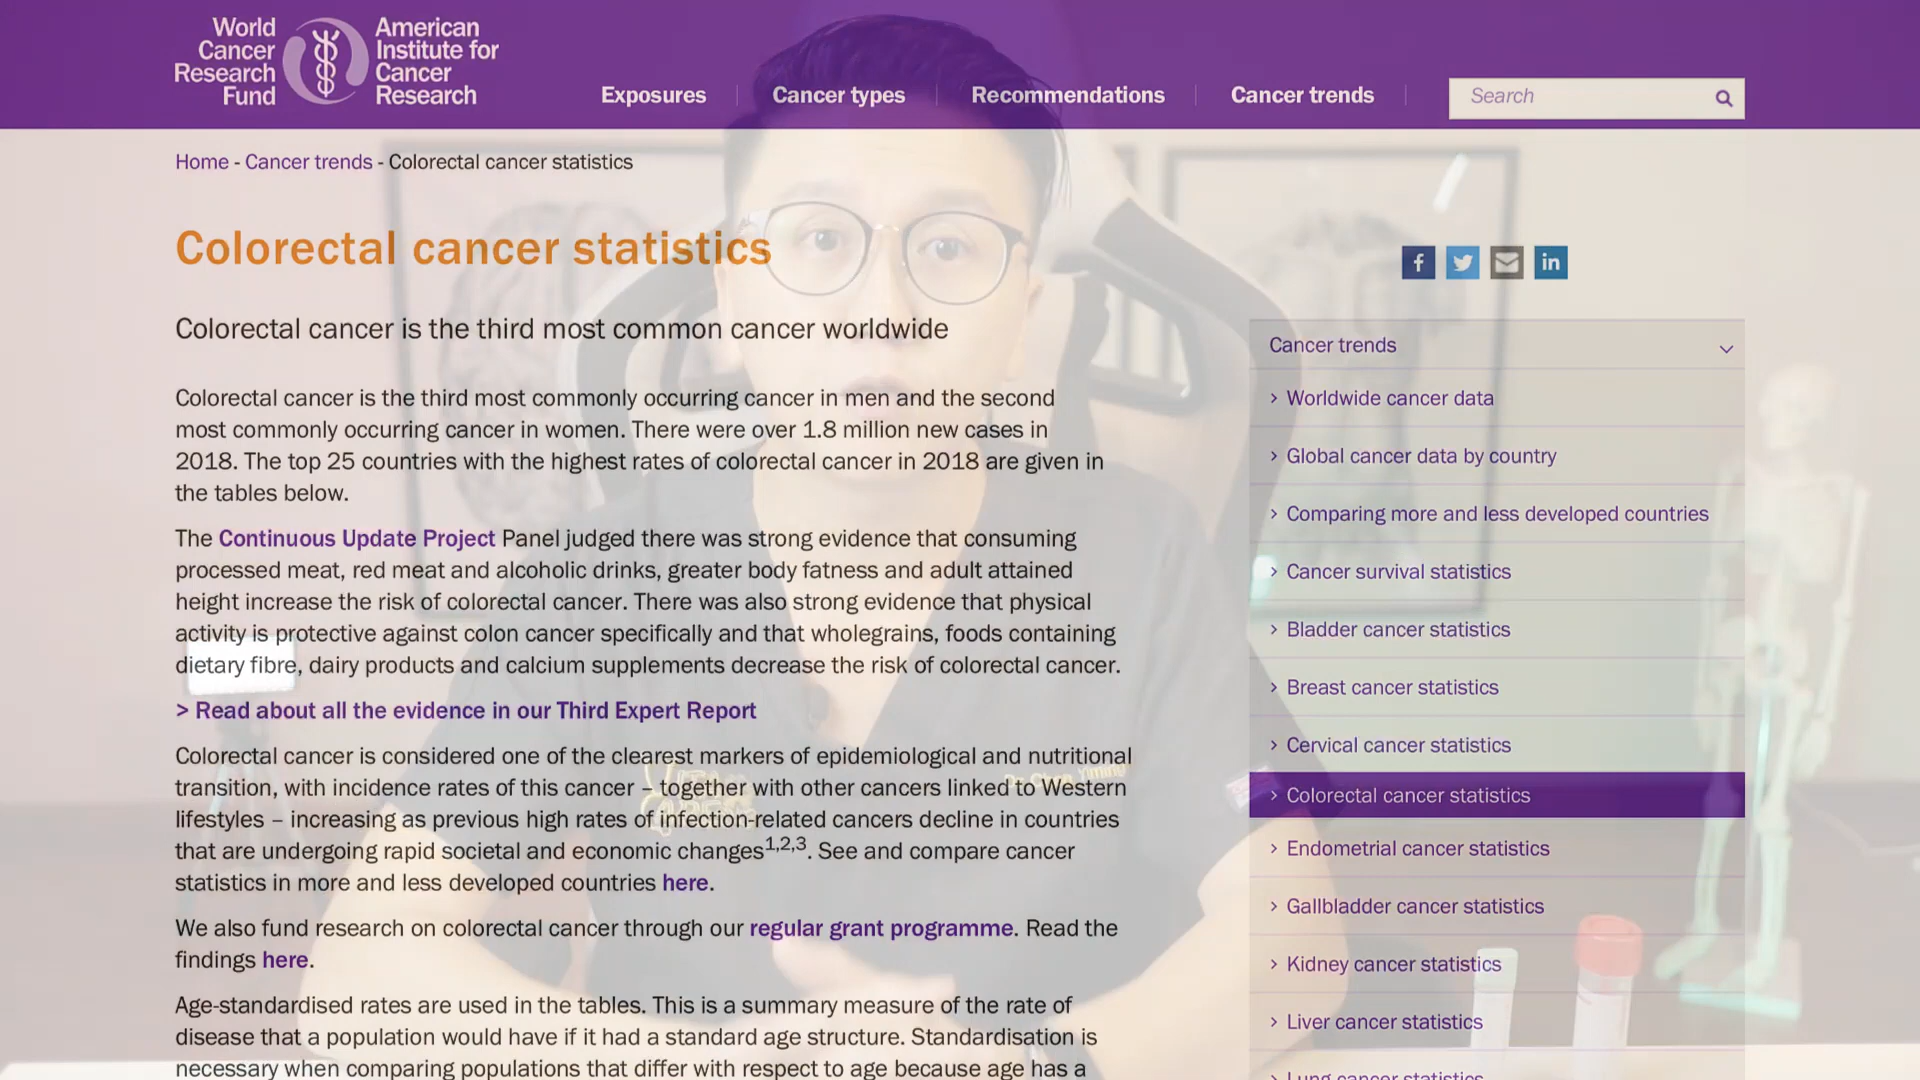 World
Cancer
Research
Fund
American
Institute for
Cancer
Research
Exposures
Cancer types
Recommendations
Cancer trends
Search
Home - Cancer trends - Colorectal cancer statistics
Colorectal cancer statistics
Colorectal cancer is the third most common cancer worldwide
Colorectal cancer is the third most commonly occurring cancer in men and the second
most commonly occurring cancer in women. There were over 1.8 million new cases in
2018. The top 25 countries with the highest rates of colorectal cancer in 2018 are given in
the tables below.
The Continuous Update Project Panel judged there was strong evidence that consuming
processed meat, red meat and alcoholic drinks, greater body fatness and adult attained
height increase the risk of colorectal cancer. There was also strong evidence that physical
activity is protective against colon cancer specifically and that wholegrains, foods containing
dietary fibre, dairy products and calcium supplements decrease the risk of colorectal cancer.
> Read about all the evidence in our Third Expert Report
Colorectal cancer is considered one of the clearest markers of epidemiological and nutritional
transition, with incidence rates of this cancer – together with other cancers linked to Western
lifestyles – increasing as previous high rates of infection-related cancers decline in countries
that are undergoing rapid societal and economic changes1,2,3. See and compare cancer
statistics in more and less developed countries here.
We also fund research on colorectal cancer through our regular grant programme. Read the
findings here.
Age-standardised rates are used in the tables. This is a summary measure of the rate of
disease that a population would have if it had a standard age structure. Standardisation is
necessary when comparing populations that differ with respect to age because age has a
Cancer trends
Worldwide cancer data
Global cancer data by country
Comparing more and less developed countries
Cancer survival statistics
Bladder cancer statistics
Breast cancer statistics
Cervical cancer statistics
Colorectal cancer statistics
Endometrial cancer statistics
Gallbladder cancer statistics
Kidney cancer statistics
Liver cancer statistics
Lung cancer statistics